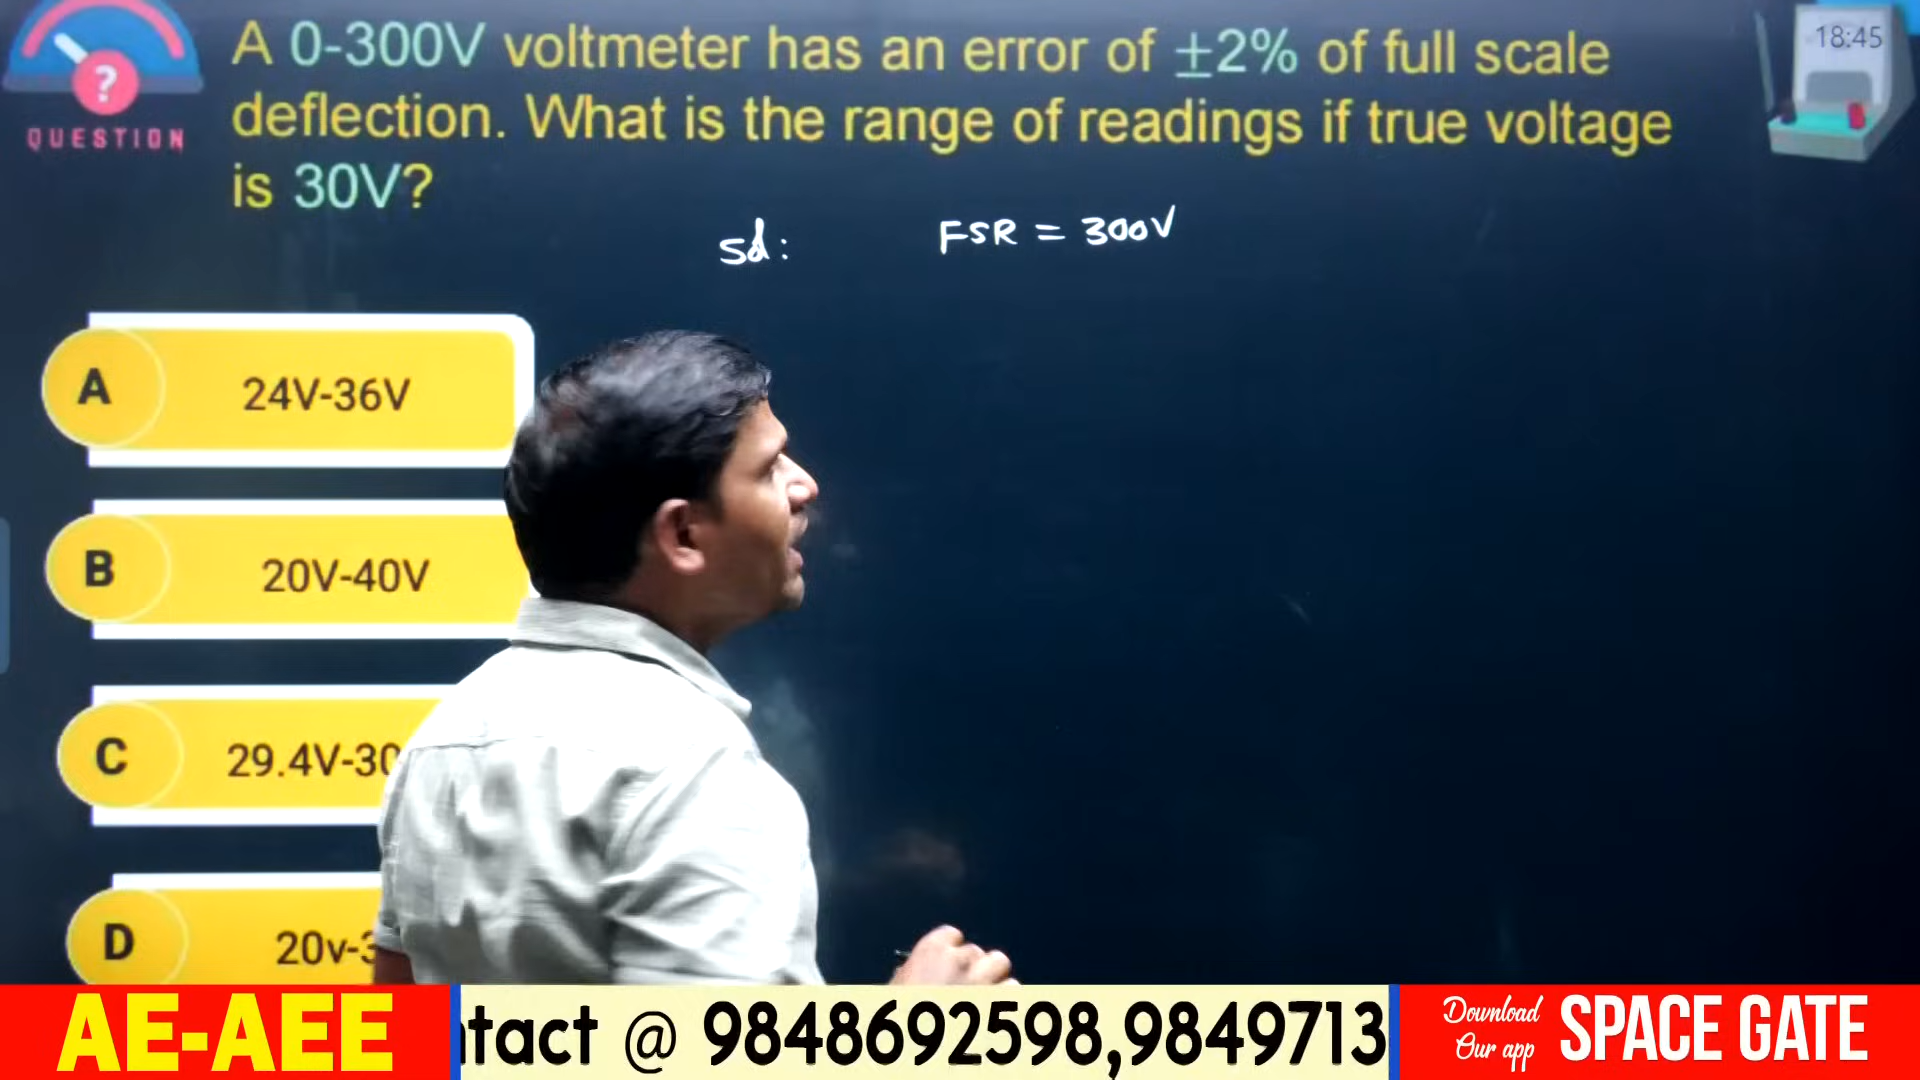 A 0-300V voltmeter has an error of ±2% of full scale
deflection. What is the range of readings if true voltage
is 30V?
?
QUESTION
18:45
Sol:
FSR = 300V
A
24V-36V
B
20V-40V
C
29.4V-30
D
20v-3
AE-AEE
ntact @ 9848692598,9849713
Download
Our app
SPACE GATE